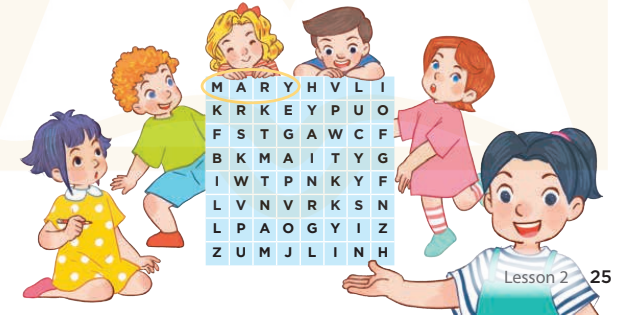 M A R Y H V L I
K R K E Y P U O
F S T G A W C F
B K M A I T Y G
I W T P N K Y F
L V N V R K S N
L P A O G Y I Z
Z U M J L I N H
Lesson 2 25